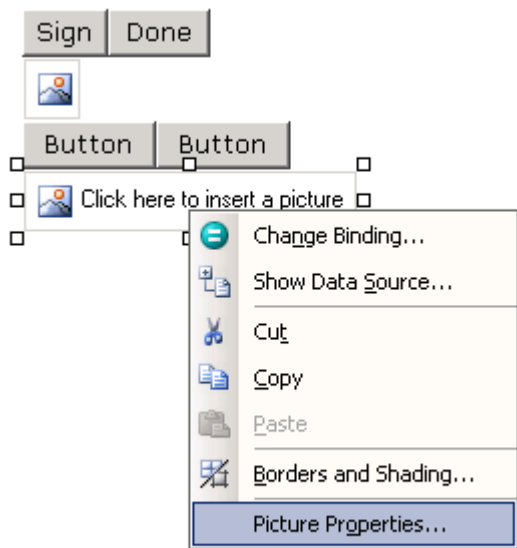 Sign Done
Button Button
Click here to insert a picture
Change Binding...
Show Data Source...
Cut
Copy
Paste
Borders and Shading...
Picture Properties...